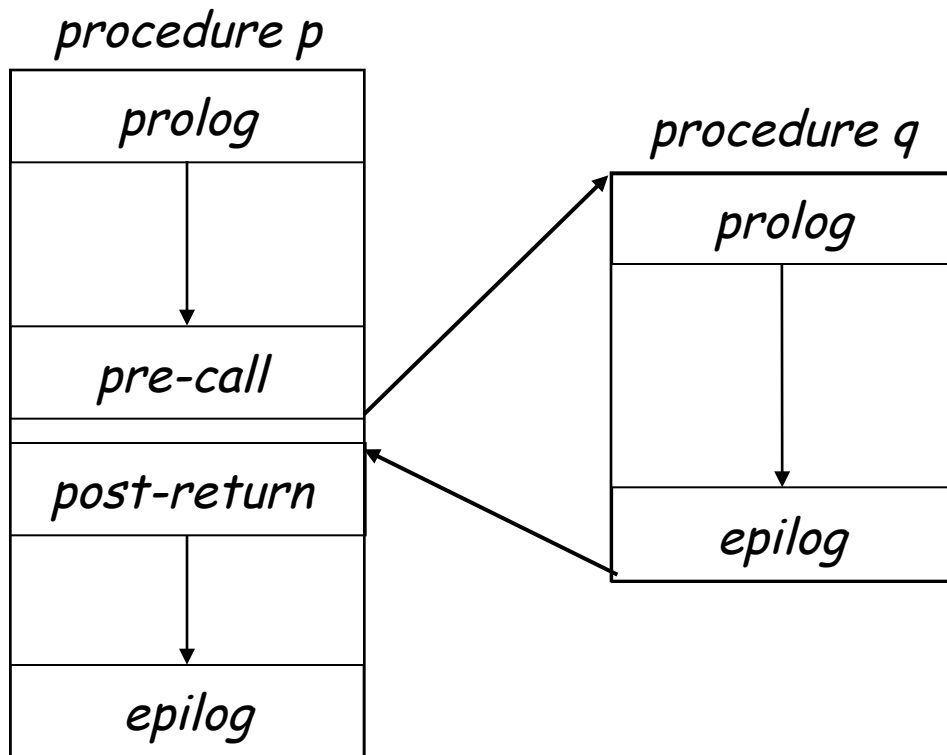 procedure p
prolog
pre-call
post-return
epilog
procedure q
prolog
epilog